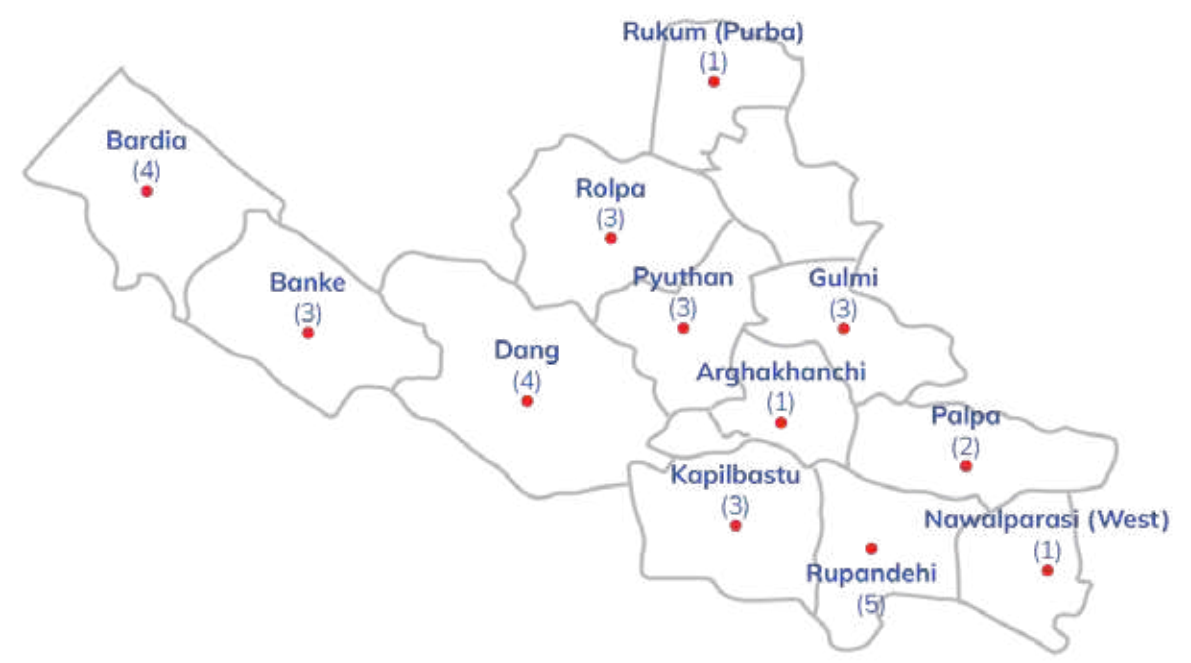 Rukum (Purba)
(1)
Bardia
(4)
Rolpa
(3)
Banke
(3)
Pyuthan
(3)
Gulmi
(3)
Dang
(4)
Arghakhanchi
(1)
Palpa
(2)
Kapilbastu
(3)
Nawalparasi (West)
(1)
Rupandehi
(5)